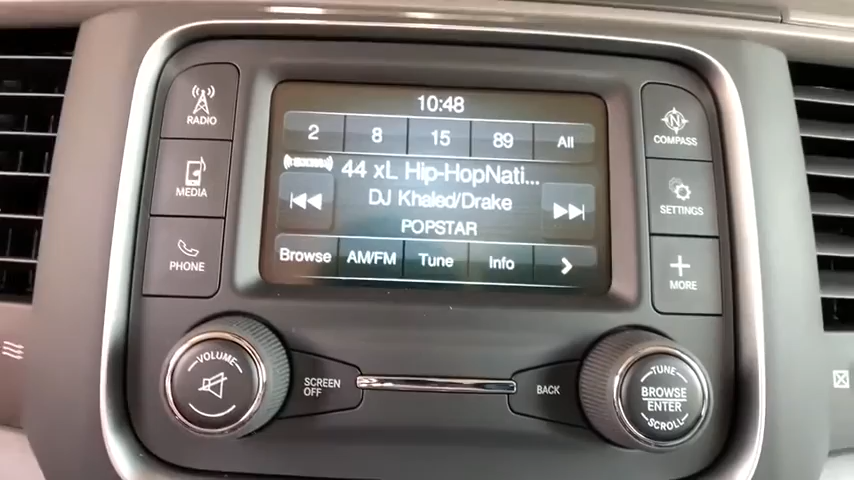 10:48
RADIO
2 8 15 89 All
COMPASS
N
((SXM))
44 xL Hip-HopNati...
MEDIA
DJ Khaled/Drake
SETTINGS
POPSTAR
PHONE
Browse AM/FM Tune Info
MORE
VOLUME
SCREEN
OFF
BACK
TUNE
BROWSE
ENTER
SCROLL